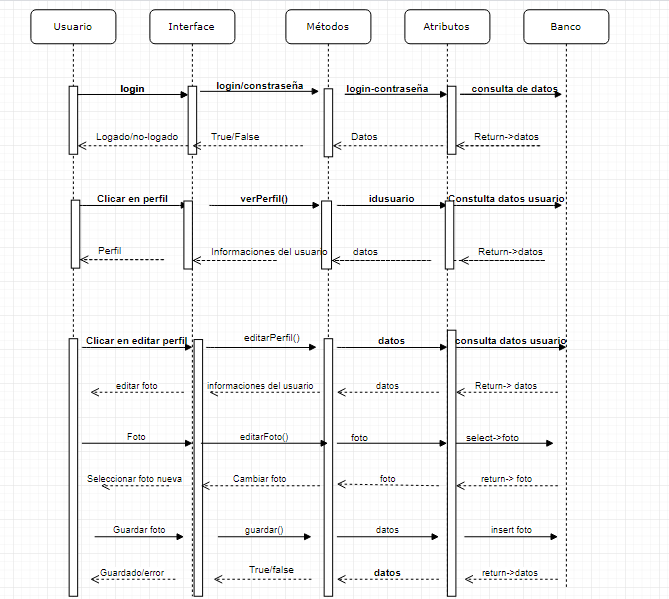 Usuario Interface Métodos Atributos Banco
login login/constraseña login-contraseña consulta de datos
Logado/no-logado True/False Datos Return->datos
Clicar en perfil verPerfil() idusuario Constulta datos usuario
Perfil Informaciones del usuario datos Return->datos
Clicar en editar perfil editarPerfil() datos consulta datos usuario
editar foto informaciones del usuario datos Return-> datos
Foto editarFoto() foto select->foto
Seleccionar foto nueva Cambiar foto foto return-> foto
Guardar foto guardar() datos insert foto
Guardado/error True/false datos return->datos